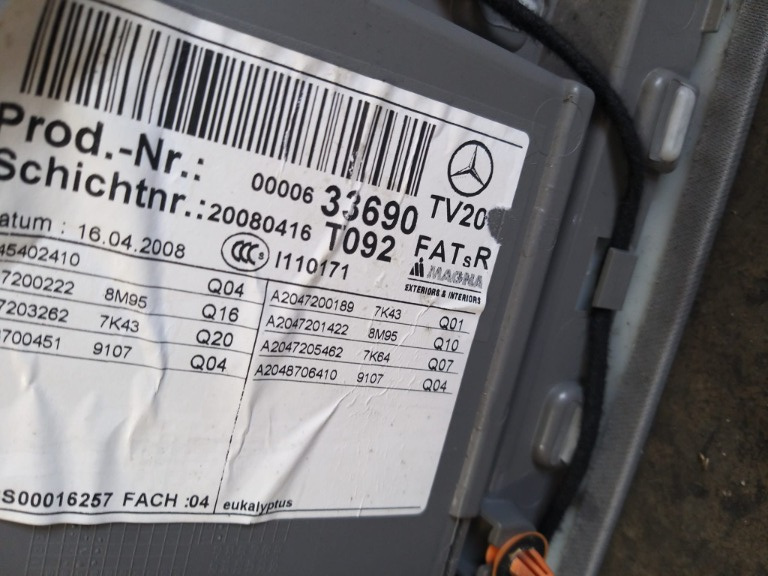 Prod.-Nr.: 00006 33690 TV20
Schichtnr.: 20080416 T092 FATsR
atum : 16.04.2008 CCC S I110171 MAGNA
EXTERIORS & INTERIORS
45402410 Q04
7200222 8M95 Q16
7203262 7K43 Q20
700451 9107 Q04
A2047200189 7K43 Q01
A2047201422 8M95 Q10
A2047205462 7K64 Q07
A2048706410 9107 Q04
S00016257 FACH :04 eukalyptus